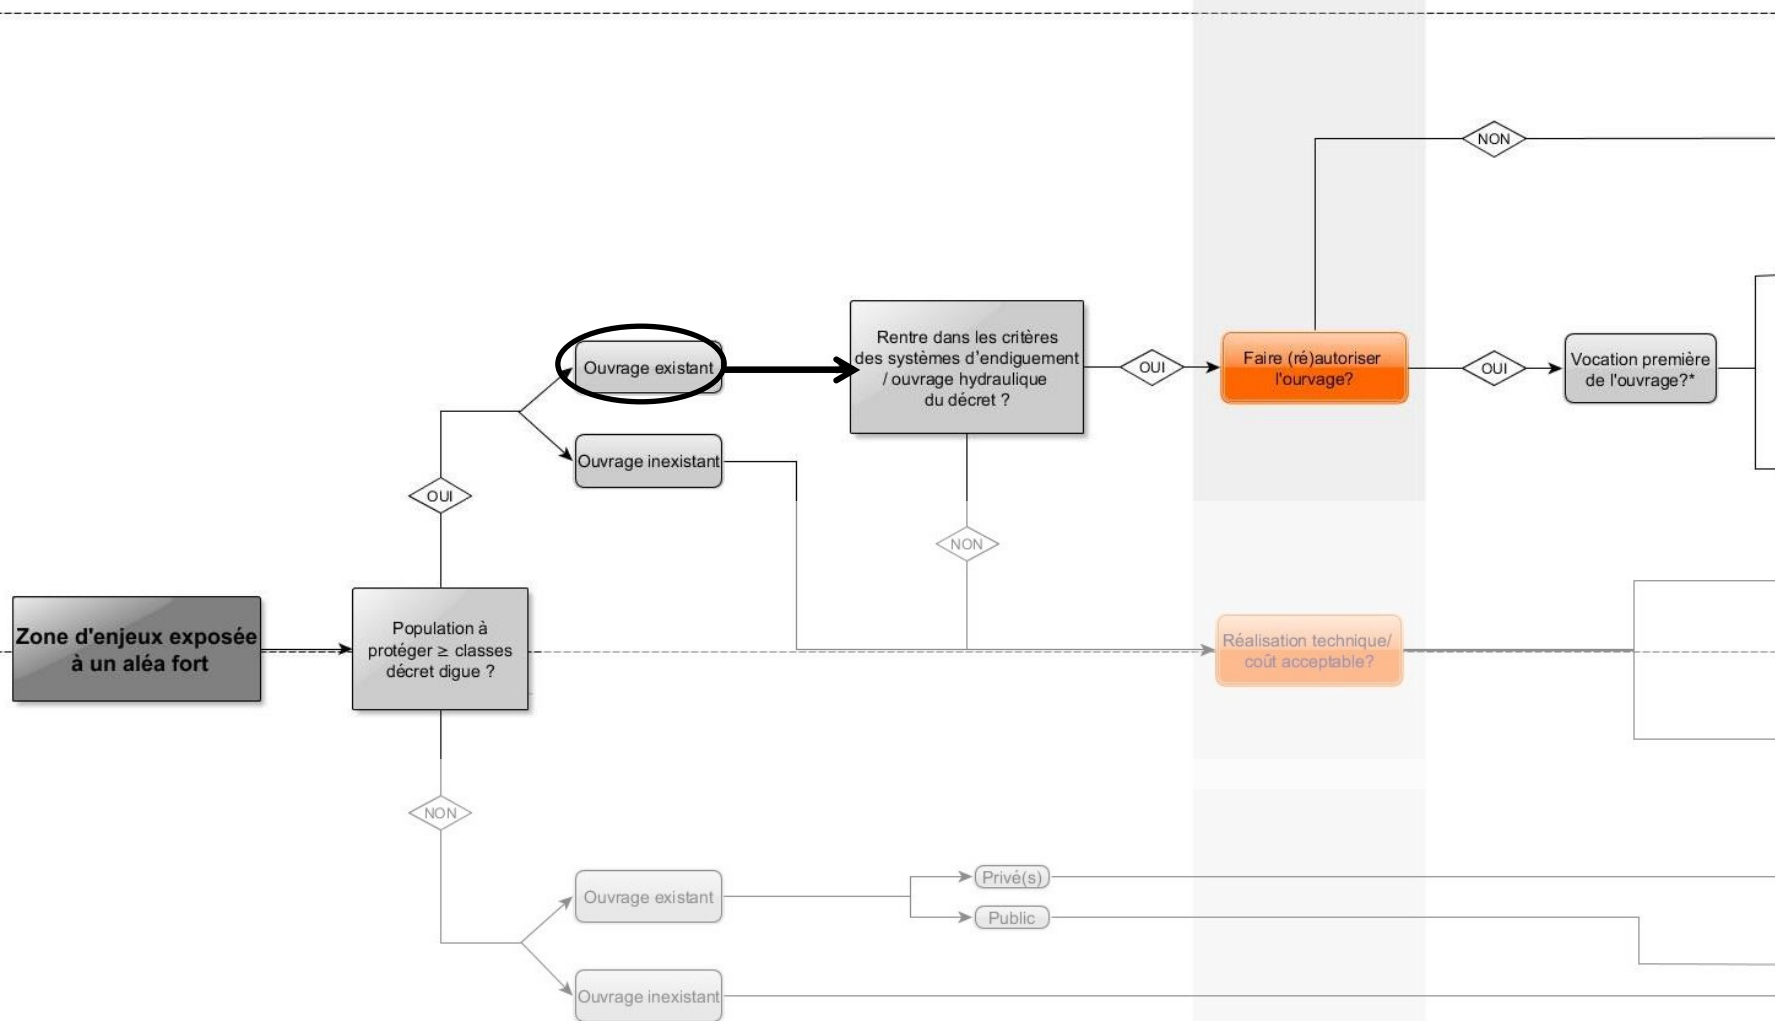 NON
Rentre dans les critères
des systèmes d'endiguement
/ ouvrage hydraulique
du décret ?
Ouvrage existant
OUI
Faire (ré)autoriser
l'ourvage?
OUI
Vocation première
de l'ouvrage?*
Ouvrage inexistant
OUI
NON
Zone d'enjeux exposée
à un aléa fort
Population à
protéger ≥ classes
décret digue ?
Réalisation technique/
coût acceptable?
NON
Ouvrage existant
Privé(s)
Public
Ouvrage inexistant